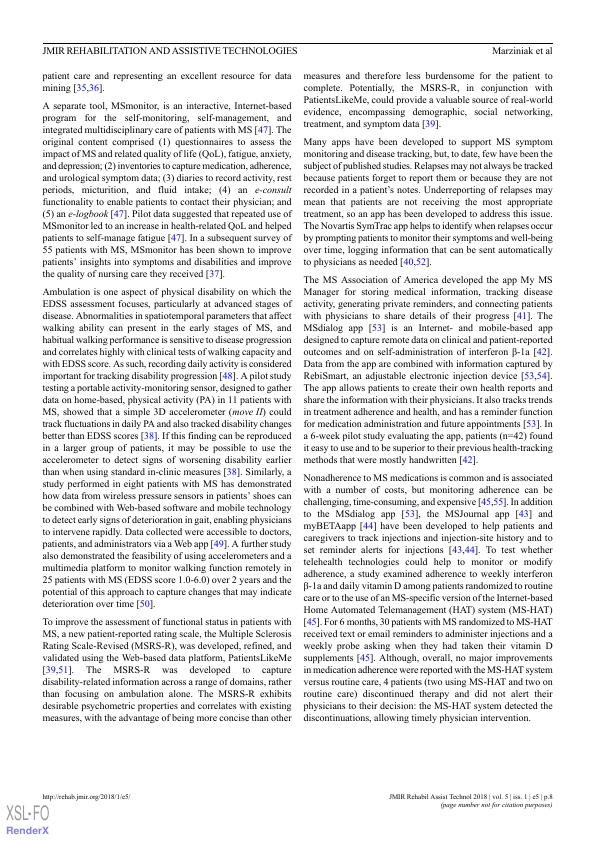 JMIR REHABILITATION AND ASSISTIVE TECHNOLOGIES
Marziniak et al
patient care and representing an excellent resource for data
mining [35,36].
A separate tool, MSmonitor, is an interactive, Internet-based
program for the self-monitoring, self-management, and
integrated multidisciplinary care of patients with MS [47]. The
original content comprised (1) questionnaires to assess the
impact of MS and related quality of life (QoL), fatigue, anxiety,
and depression; (2) inventories to capture medication, adherence,
and urological symptom data; (3) diaries to record activity, rest
periods, micturition, and fluid intake; (4) an e-consult
functionality to enable patients to contact their physician; and
(5) an e-logbook [47]. Pilot data suggested that repeated use of
MSmonitor led to an increase in health-related QoL and helped
patients to self-manage fatigue [47]. In a subsequent survey of
55 patients with MS, MSmonitor has been shown to improve
patients' insights into symptoms and disabilities and improve
the quality of nursing care they received [37].
Ambulation is one aspect of physical disability on which the
EDSS assessment focuses, particularly at advanced stages of
disease. Abnormalities in spatiotemporal parameters that affect
walking ability can present in the early stages of MS, and
habitual walking performance is sensitive to disease progression
and correlates highly with clinical tests of walking capacity and
with EDSS score. As such, recording daily activity is considered
important for tracking disability progression [48]. A pilot study
testing a portable activity-monitoring sensor, designed to gather
data on home-based, physical activity (PA) in 11 patients with
MS, showed that a simple 3D accelerometer (move II) could
track fluctuations in daily PA and also tracked disability changes
better than EDSS scores [38]. If this finding can be reproduced
in a larger group of patients, it may be possible to use the
accelerometer to detect signs of worsening disability earlier
than when using standard in-clinic measures [38]. Similarly, a
study performed in eight patients with MS has demonstrated
how data from wireless pressure sensors in patients' shoes can
be combined with Web-based software and mobile technology
to detect early signs of deterioration in gait, enabling physicians
to intervene rapidly. Data collected were accessible to doctors,
patients, and administrators via a Web app [49]. A further study
also demonstrated the feasibility of using accelerometers and a
multimedia platform to monitor walking function remotely in
25 patients with MS (EDSS score 1.0-6.0) over 2 years and the
potential of this approach to capture changes that may indicate
deterioration over time [50].
To improve the assessment of functional status in patients with
MS, a new patient-reported rating scale, the Multiple Sclerosis
Rating Scale-Revised (MSRS-R), was developed, refined, and
validated using the Web-based data platform, PatientsLikeMe
[39,51]. The MSRS-R was developed to capture
disability-related information across a range of domains, rather
than focusing on ambulation alone. The MSRS-R exhibits
desirable psychometric properties and correlates with existing
measures, with the advantage of being more concise than other
measures and therefore less burdensome for the patient to
complete. Potentially, the MSRS-R, in conjunction with
PatientsLikeMe, could provide a valuable source of real-world
evidence, encompassing demographic, social networking,
treatment, and symptom data [39].
Many apps have been developed to support MS symptom
monitoring and disease tracking, but, to date, few have been the
subject of published studies. Relapses may not always be tracked
because patients forget to report them or because they are not
recorded in a patient's notes. Underreporting of relapses may
mean that patients are not receiving the most appropriate
treatment, so an app has been developed to address this issue.
The Novartis SymTrac app helps to identify when relapses occur
by prompting patients to monitor their symptoms and well-being
over time, logging information that can be sent automatically
to physicians as needed [40,52].
The MS Association of America developed the app My MS
Manager for storing medical information, tracking disease
activity, generating private reminders, and connecting patients
with physicians to share details of their progress [41]. The
MSdialog app [53] is an Internet- and mobile-based app
designed to capture remote data on clinical and patient-reported
outcomes and on self-administration of interferon β-1a [42].
Data from the app are combined with information captured by
RebiSmart, an adjustable electronic injection device [53,54].
The app allows patients to create their own health reports and
share the information with their physicians. It also tracks trends
in treatment adherence and health, and has a reminder function
for medication administration and future appointments [53]. In
a 6-week pilot study evaluating the app, patients (n=42) found
it easy to use and to be superior to their previous health-tracking
methods that were mostly handwritten [42].
Nonadherence to MS medications is common and is associated
with a number of costs, but monitoring adherence can be
challenging, time-consuming, and expensive [45,55]. In addition
to the MSdialog app [53], the MSJournal app [43] and
myBETAapp [44] have been developed to help patients and
caregivers to track injections and injection-site history and to
set reminder alerts for injections [43,44]. To test whether
telehealth technologies could help to monitor or modify
adherence, a study examined adherence to weekly interferon
β-1a and daily vitamin D among patients randomized to routine
care or to the use of an MS-specific version of the Internet-based
Home Automated Telemanagement (HAT) system (MS-HAT)
[45]. For 6 months, 30 patients with MS randomized to MS-HAT
received text or email reminders to administer injections and a
weekly probe asking when they had taken their vitamin D
supplements [45]. Although, overall, no major improvements
in medication adherence were reported with the MS-HAT system
versus routine care, 4 patients (two using MS-HAT and two on
routine care) discontinued therapy and did not alert their
physicians to their decision: the MS-HAT system detected the
discontinuations, allowing timely physician intervention.
http://rehab.jmir.org/2018/1/e5/
JMIR Rehabil Assist Technol 2018 | vol. 5 | iss. 1 | e5 | p.8
(page number not for citation purposes)
XSL•FO
RenderX